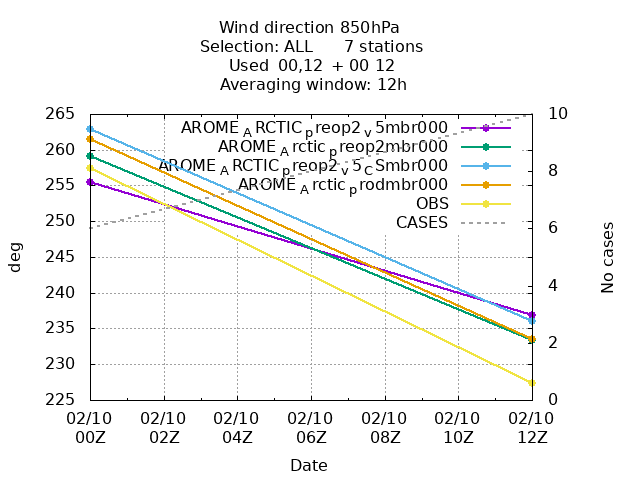 Wind direction 850hPa
Selection: ALL 7 stations
Used 00,12 + 00 12
Averaging window: 12h
265 10
AROME_ARCTIC_preop2_v5mbr000
260 AROME_Arctic_preop2mbr000
AROME_ARCTIC_preop2_v5_CSmbr000
255 AROME_Arctic_prodmbr000 8
OBS
250 CASES 6
245
deg No cases
240 4
235
2
230
225 0
02/10 02/10 02/10 02/10 02/10 02/10 02/10
00Z 02Z 04Z 06Z 08Z 10Z 12Z
Date